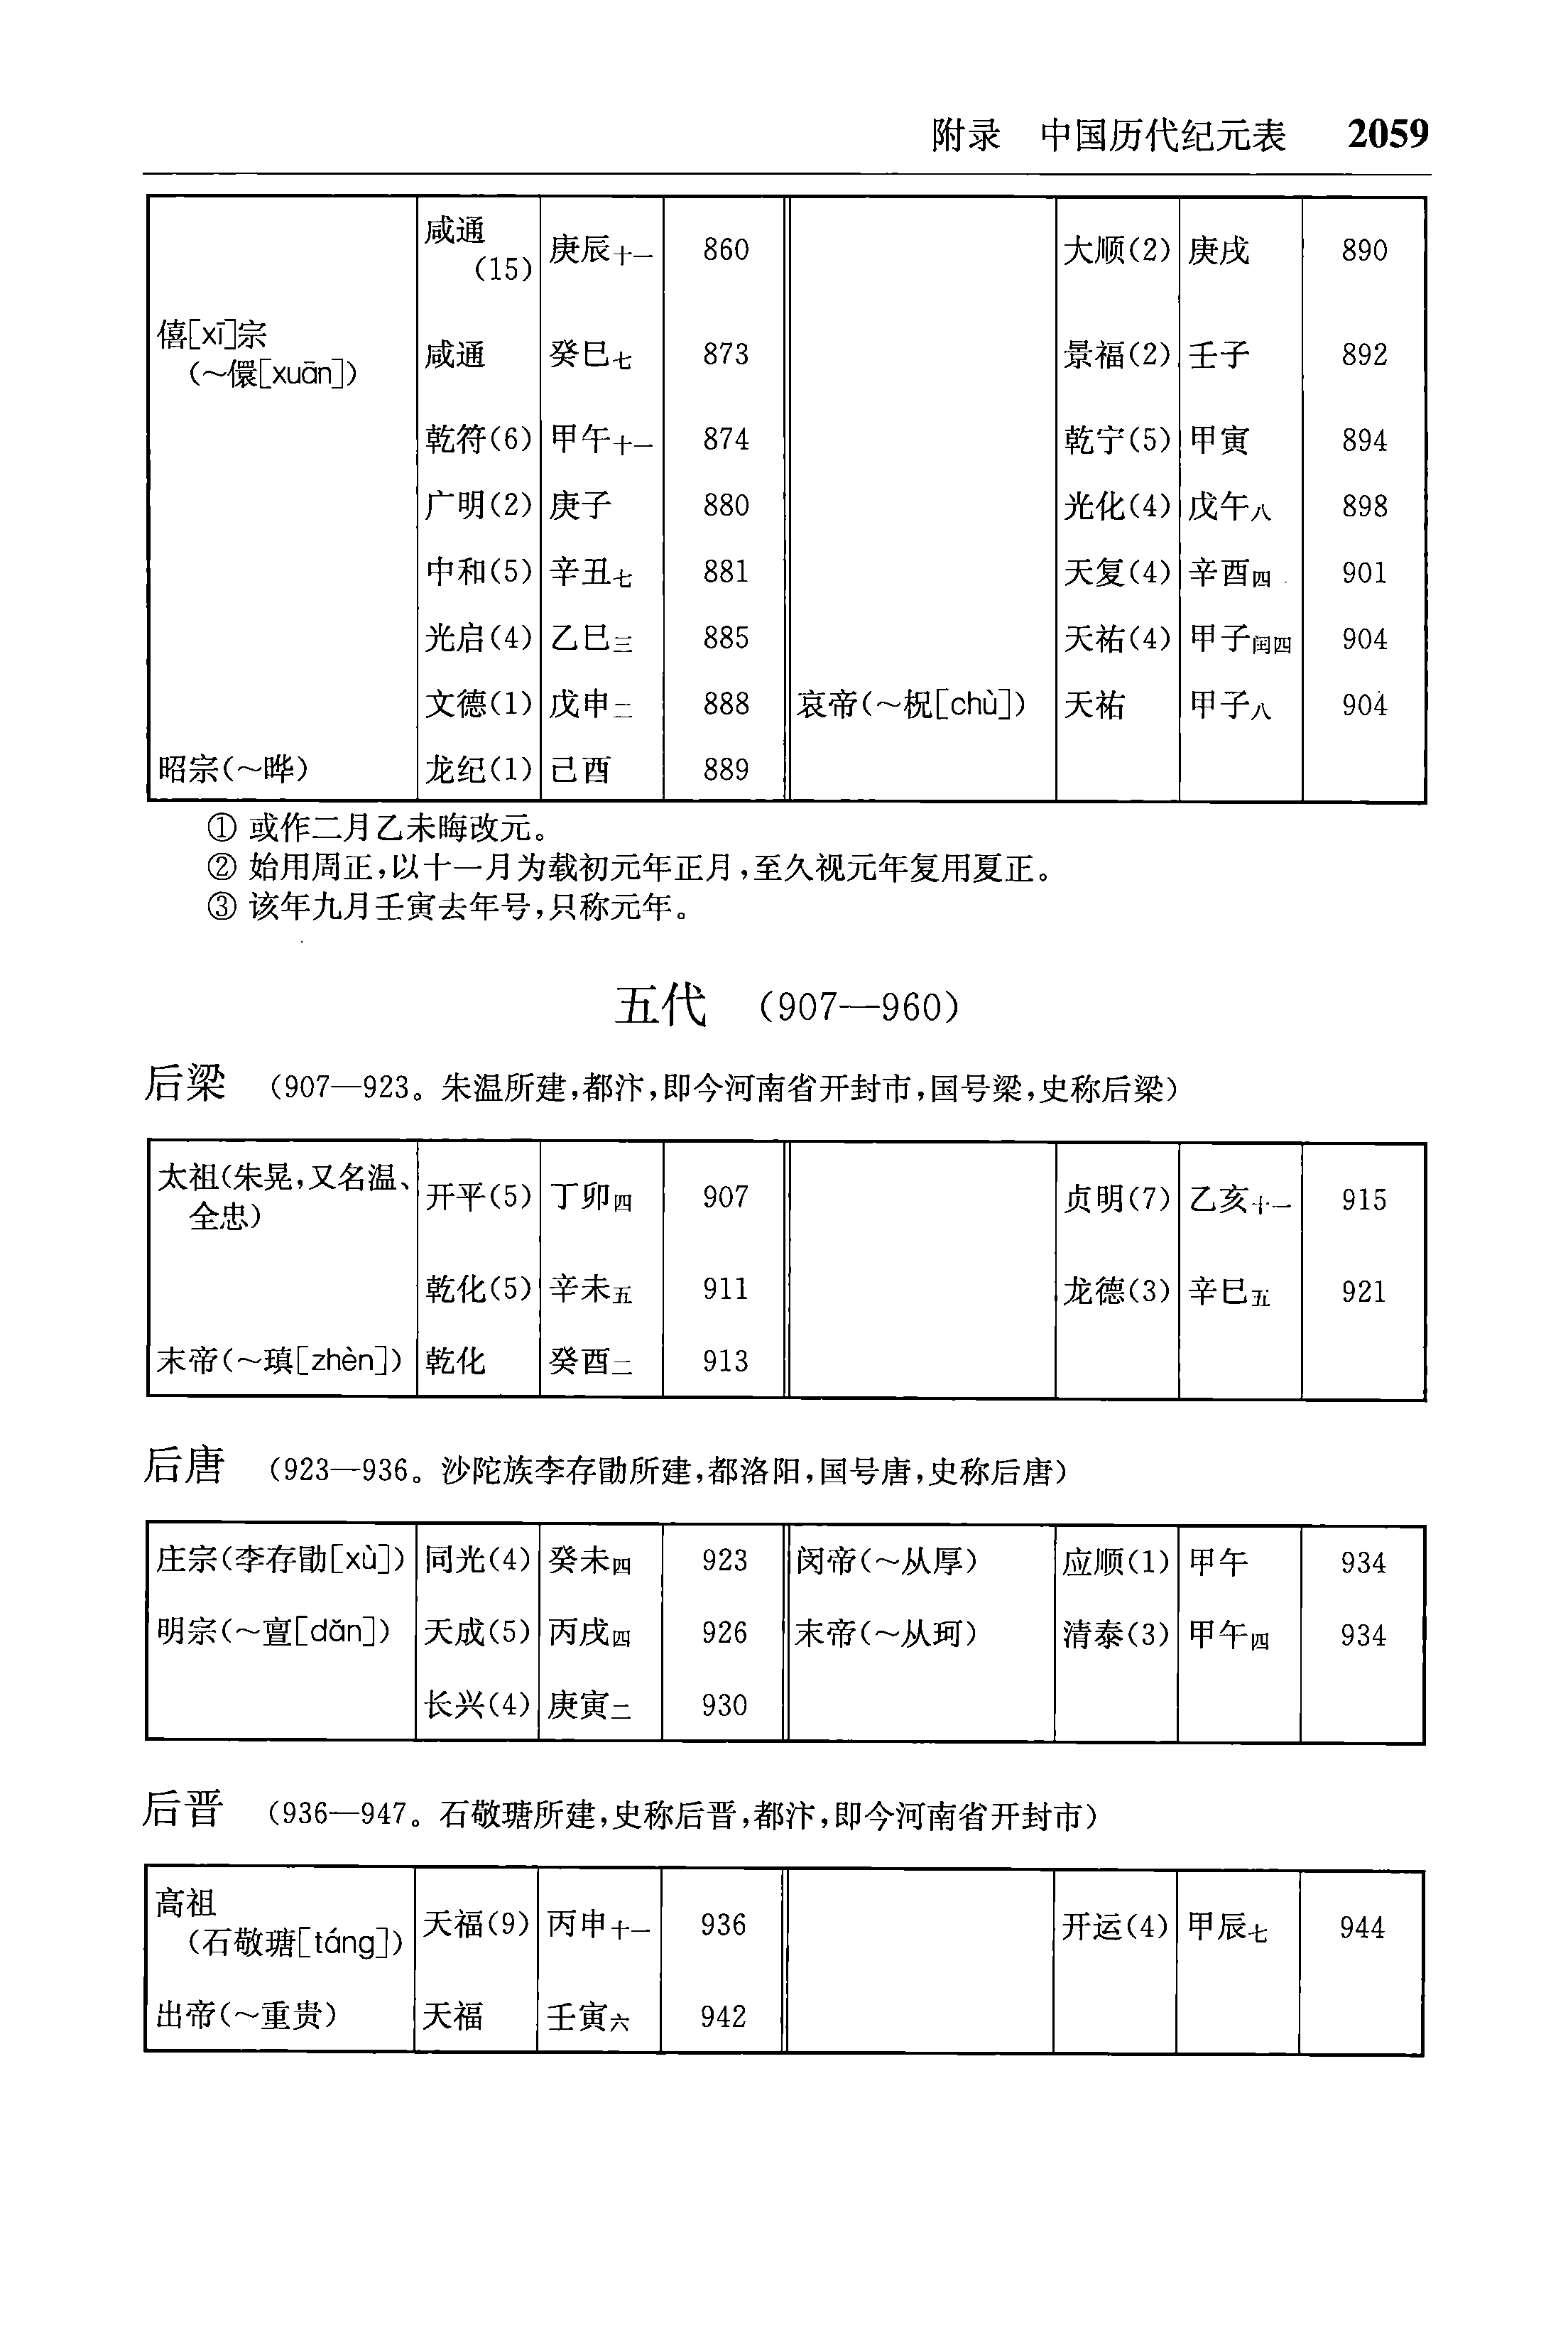 附录 中国历代纪元表 2059
咸通(15) 庚辰十一 860
僖[xī]宗(~儇[xuān]) 咸通 癸巳七 873
乾符(6) 甲午十一 874
广明(2) 庚子 880
中和(5) 辛丑七 881
光启(4) 乙巳三 885
文德(1) 戊申二 888
昭宗(~晔) 龙纪(1) 己酉 889
大顺(2) 庚戌 890
景福(2) 壬子 892
乾宁(5) 甲寅 894
光化(4) 戊午八 898
天复(4) 辛酉四 901
天祐(4) 甲子闰四 904
哀帝(~柷[chù]) 天祐 甲子八 904
① 或作二月乙未晦改元。
② 始用周正,以十一月为载初元年正月,至久视元年复用夏正。
③ 该年九月壬寅去年号,只称元年。
五代 (907—960)
后梁 (907—923。朱温所建,都汴,即今河南省开封市,国号梁,史称后梁)
太祖(朱晃,又名温、全忠) 开平(5) 丁卯四 907
乾化(5) 辛未五 911
末帝(~瑱[zhèn]) 乾化 癸酉二 913
贞明(7) 乙亥十一 915
龙德(3) 辛巳五 921
后唐 (923—936。沙陀族李存勖所建,都洛阳,国号唐,史称后唐)
庄宗(李存勖[xù]) 同光(4) 癸未四 923
明宗(~亶[dǎn]) 天成(5) 丙戌四 926
长兴(4) 庚寅二 930
闵帝(~从厚) 应顺(1) 甲午 934
末帝(~从珂) 清泰(3) 甲午四 934
后晋 (936—947。石敬瑭所建,史称后晋,都汴,即今河南省开封市)
高祖(石敬瑭[táng]) 天福(9) 丙申十一 936
出帝(~重贵) 天福 壬寅六 942
开运(4) 甲辰七 944